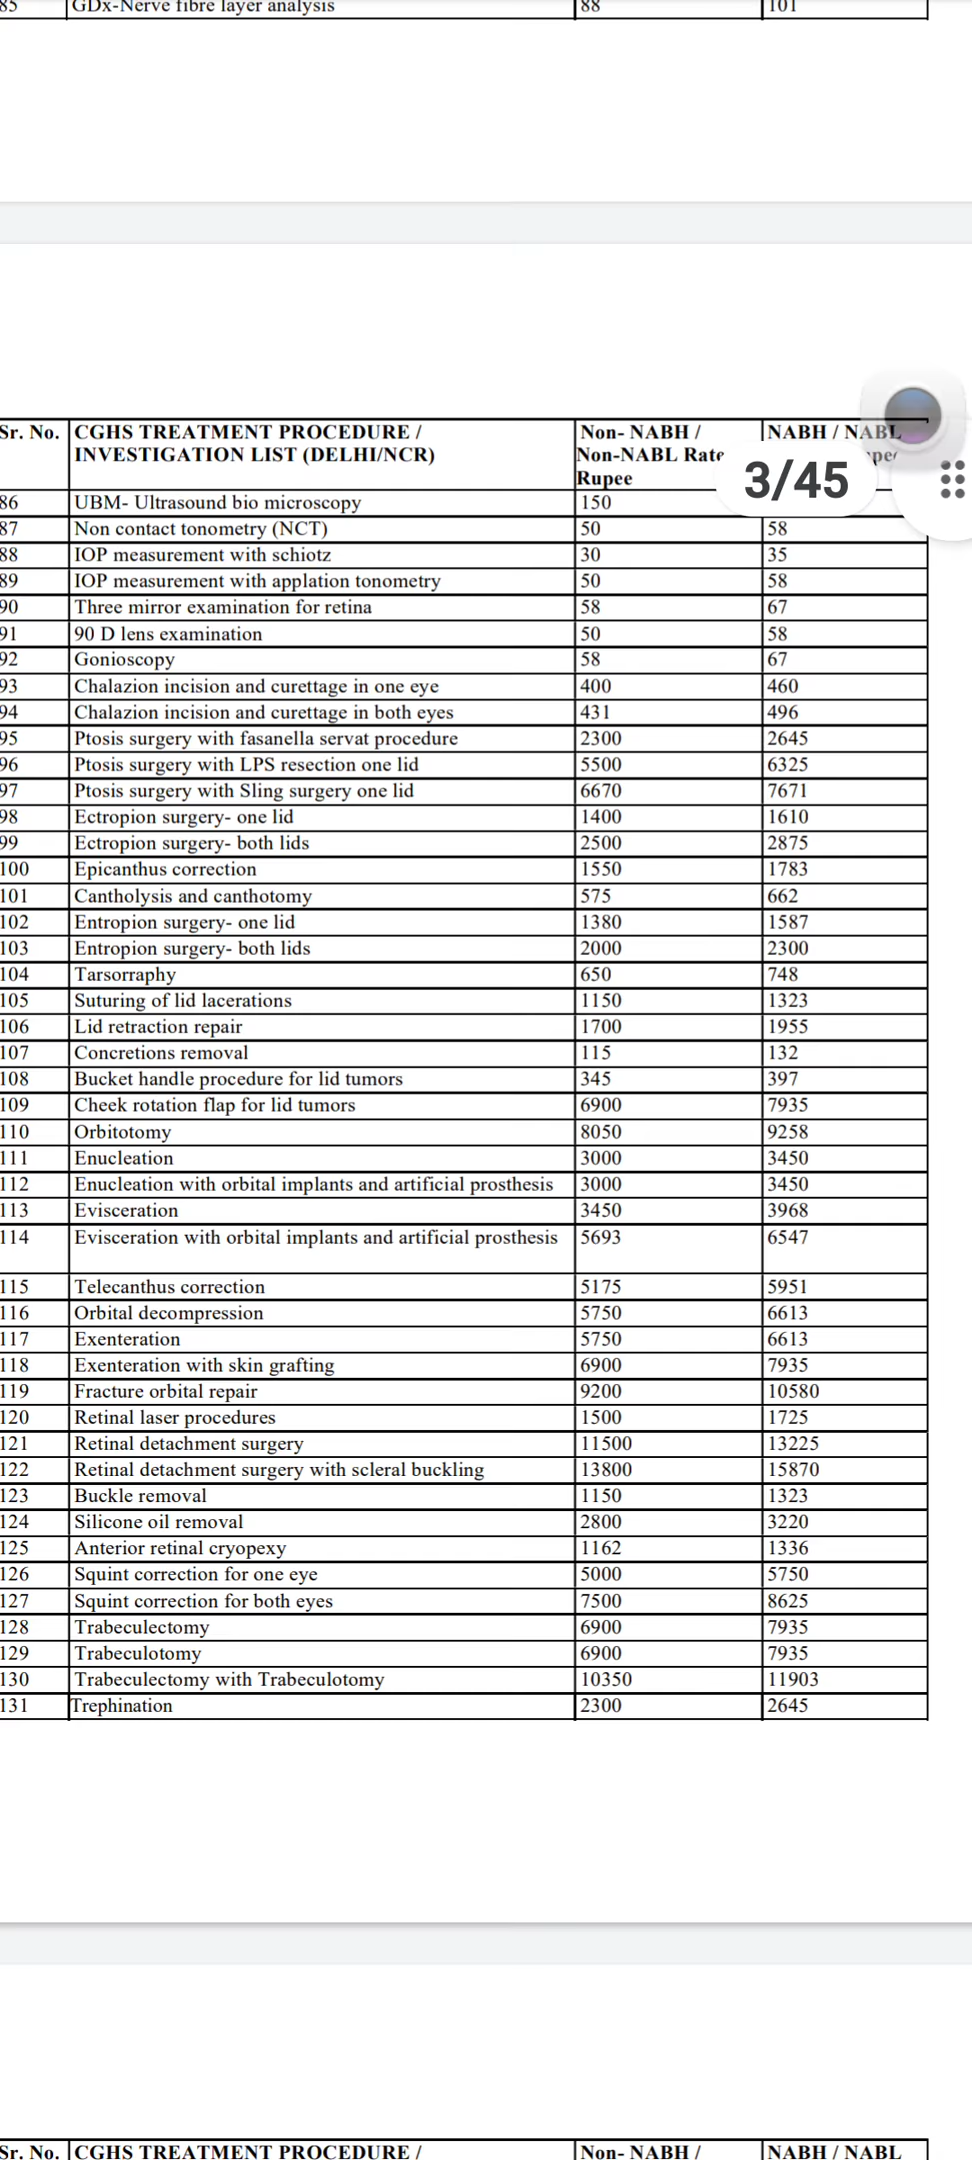 85 GDx-Nerve fibre layer analysis 88 101
Sr. No. CGHS TREATMENT PROCEDURE / Non- NABH / NABH / NABL
INVESTIGATION LIST (DELHI/NCR) Non-NABL Rate
Rupee
3/45
86 UBM- Ultrasound bio microscopy 150
87 Non contact tonometry (NCT) 50 58
88 IOP measurement with schiotz 30 35
89 IOP measurement with applation tonometry 50 58
90 Three mirror examination for retina 58 67
91 90 D lens examination 50 58
92 Gonioscopy 58 67
93 Chalazion incision and curettage in one eye 400 460
94 Chalazion incision and curettage in both eyes 431 496
95 Ptosis surgery with fasanella servat procedure 2300 2645
96 Ptosis surgery with LPS resection one lid 5500 6325
97 Ptosis surgery with Sling surgery one lid 6670 7671
98 Ectropion surgery- one lid 1400 1610
99 Ectropion surgery- both lids 2500 2875
100 Epicanthus correction 1550 1783
101 Cantholysis and canthotomy 575 662
102 Entropion surgery- one lid 1380 1587
103 Entropion surgery- both lids 2000 2300
104 Tarsorraphy 650 748
105 Suturing of lid lacerations 1150 1323
106 Lid retraction repair 1700 1955
107 Concretions removal 115 132
108 Bucket handle procedure for lid tumors 345 397
109 Cheek rotation flap for lid tumors 6900 7935
110 Orbitotomy 8050 9258
111 Enucleation 3000 3450
112 Enucleation with orbital implants and artificial prosthesis 3000 3450
113 Evisceration 3450 3968
114 Evisceration with orbital implants and artificial prosthesis 5693 6547
115 Telecanthus correction 5175 5951
116 Orbital decompression 5750 6613
117 Exenteration 5750 6613
118 Exenteration with skin grafting 6900 7935
119 Fracture orbital repair 9200 10580
120 Retinal laser procedures 1500 1725
121 Retinal detachment surgery 11500 13225
122 Retinal detachment surgery with scleral buckling 13800 15870
123 Buckle removal 1150 1323
124 Silicone oil removal 2800 3220
125 Anterior retinal cryopexy 1162 1336
126 Squint correction for one eye 5000 5750
127 Squint correction for both eyes 7500 8625
128 Trabeculectomy 6900 7935
129 Trabeculotomy 6900 7935
130 Trabeculectomy with Trabeculotomy 10350 11903
131 Trephination 2300 2645
Sr. No. CGHS TREATMENT PROCEDURE / Non- NABH / NABH / NABL